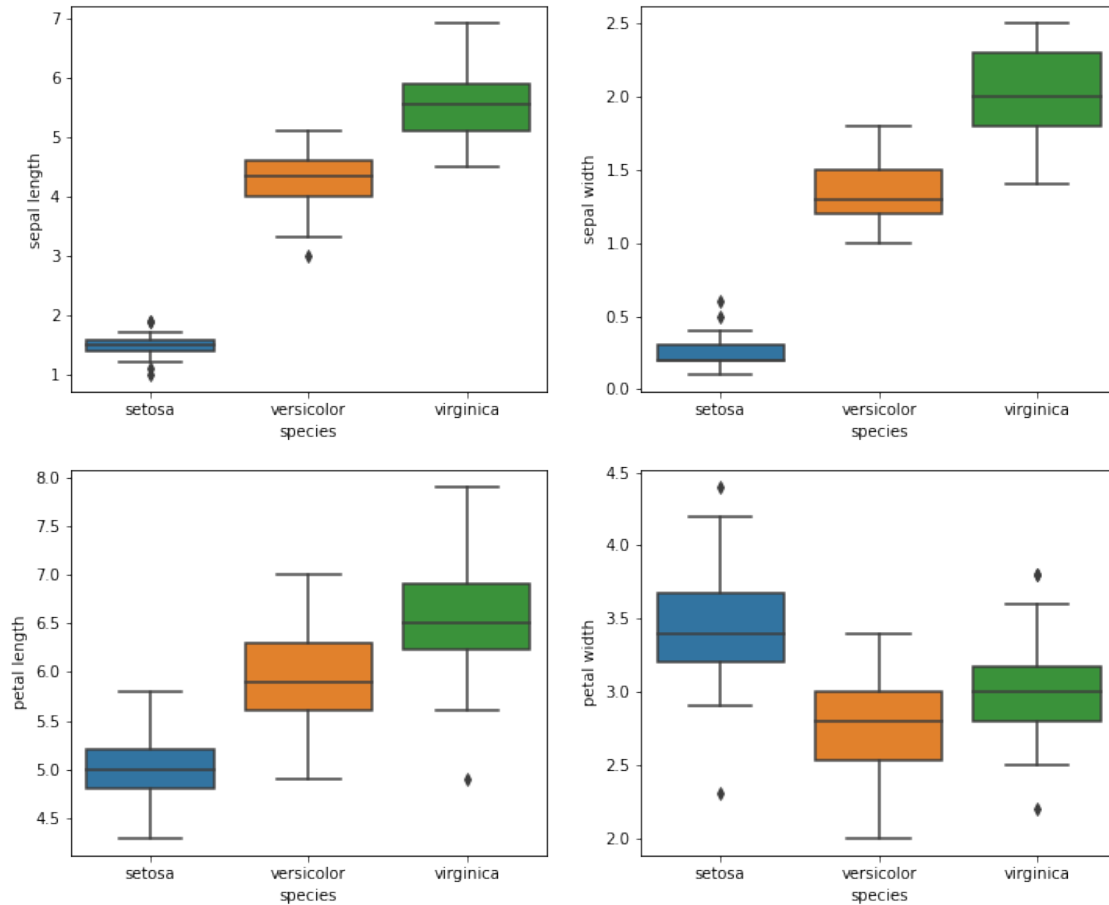 7
6
5
4
3
2
1
sepal length
setosa versicolor virginica
species
2.5
2.0
1.5
1.0
0.5
0.0
sepal width
setosa versicolor virginica
species
8.0
7.5
7.0
6.5
6.0
5.5
5.0
4.5
petal length
setosa versicolor virginica
species
4.5
4.0
3.5
3.0
2.5
2.0
petal width
setosa versicolor virginica
species